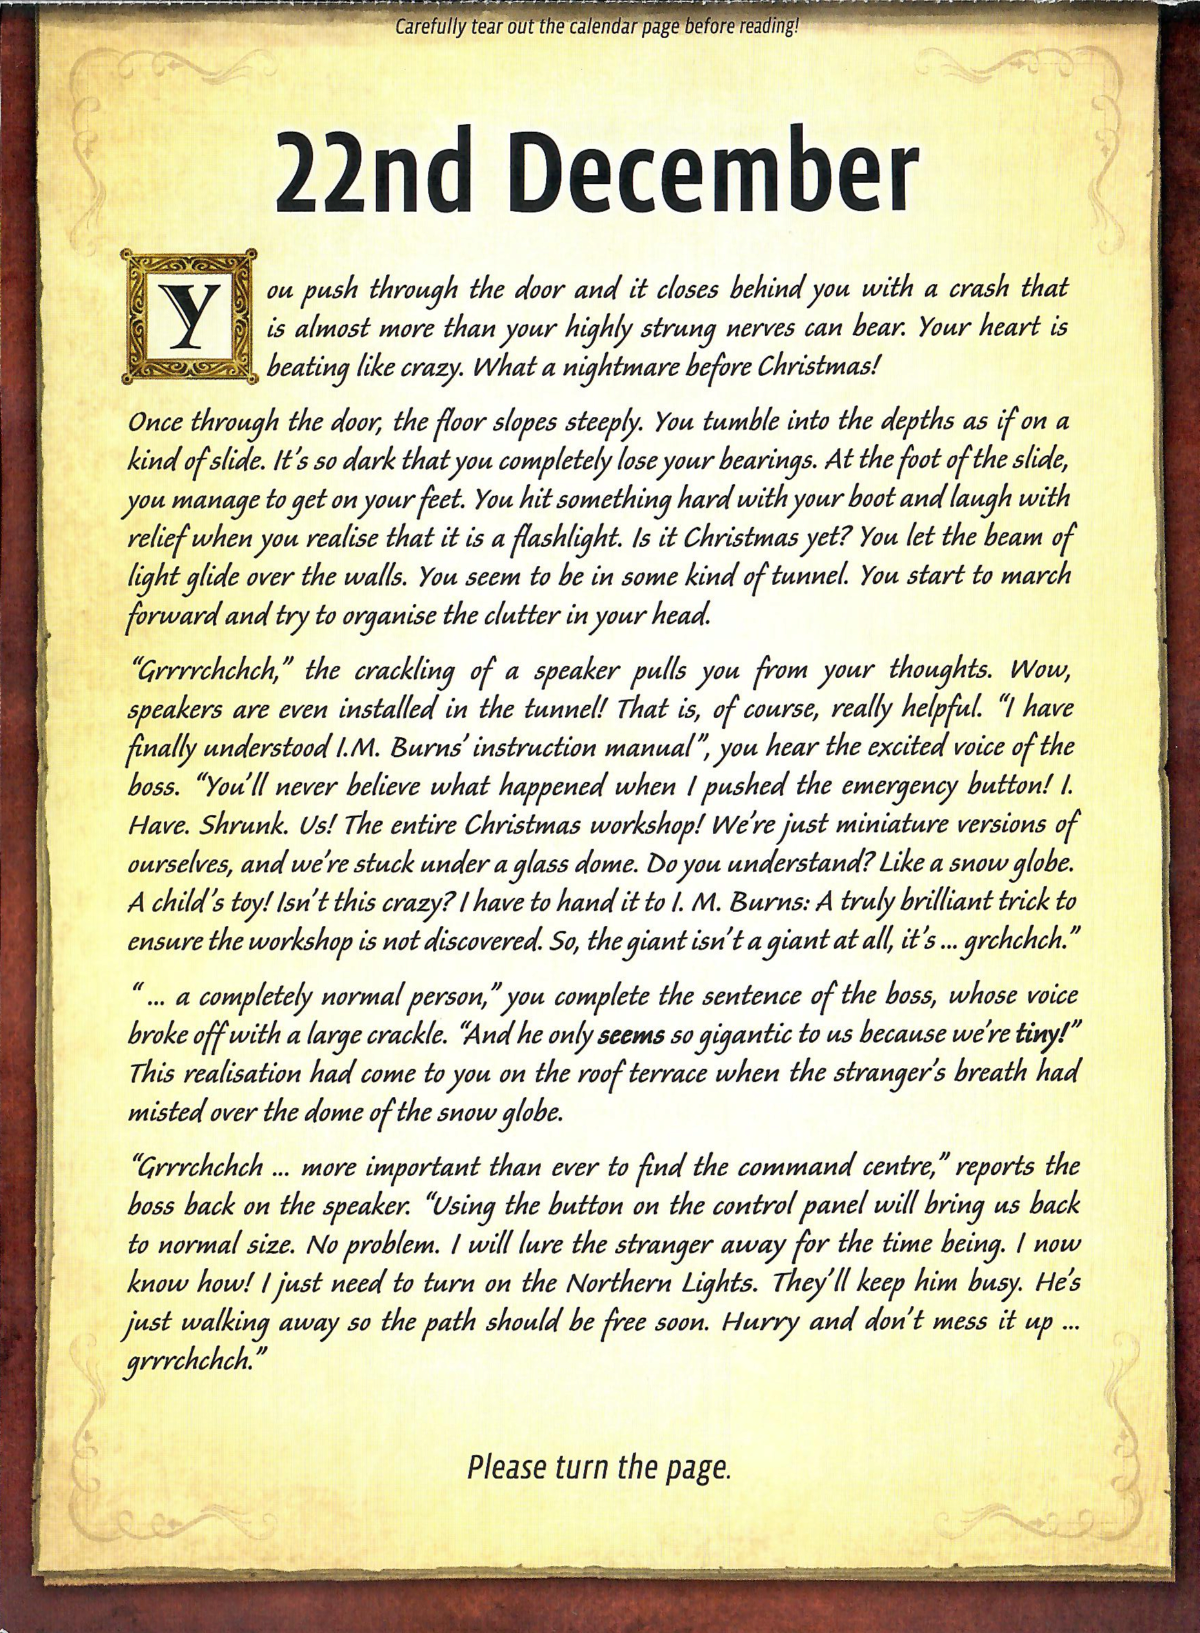 Carefully tear out the calendar page before reading!
22nd December
You push through the door and it closes behind you with a crash that
is almost more than your highly strung nerves can bear. Your heart is
beating like crazy. What a nightmare before Christmas!
Once through the door, the floor slopes steeply. You tumble into the depths as if on a
kind of slide. It's so dark that you completely lose your bearings. At the foot of the slide,
you manage to get on your feet. You hit something hard with your boot and laugh with
relief when you realise that it is a flashlight. Is it Christmas yet? You let the beam of
light glide over the walls. You seem to be in some kind of tunnel. You start to march
forward and try to organise the clutter in your head.
“Grrrrchchch,” the crackling of a speaker pulls you from your thoughts. Wow,
speakers are even installed in the tunnel! That is, of course, really helpful. “I have
finally understood I.M. Burns' instruction manual”, you hear the excited voice of the
boss. “You'll never believe what happened when I pushed the emergency button! I.
Have. Shrunk. Us! The entire Christmas workshop! We're just miniature versions of
ourselves, and we're stuck under a glass dome. Do you understand? Like a snow globe.
A child's toy! Isn't this crazy? I have to hand it to I. M. Burns: A truly brilliant trick to
ensure the workshop is not discovered. So, the giant isn't a giant at all, it's ... grchchch.”
“ ... a completely normal person,” you complete the sentence of the boss, whose voice
broke off with a large crackle. “And he only seems so gigantic to us because we're tiny!”
This realisation had come to you on the roof terrace when the stranger's breath had
misted over the dome of the snow globe.
“Grrrchchch ... more important than ever to find the command centre,” reports the
boss back on the speaker. “Using the button on the control panel will bring us back
to normal size. No problem. I will lure the stranger away for the time being. I now
know how! I just need to turn on the Northern Lights. They'll keep him busy. He's
just walking away so the path should be free soon. Hurry and don't mess it up ...
grrrchchch.”
Please turn the page.